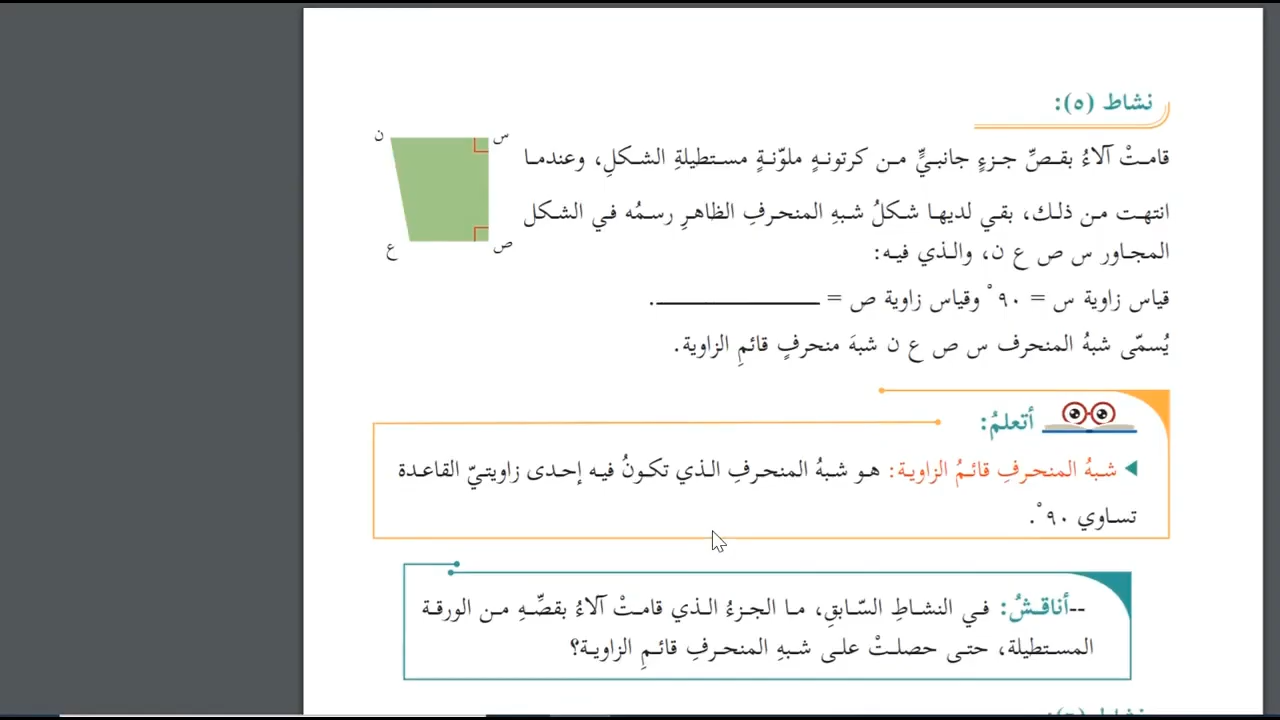 نشاط (٥):
قامتْ آلاءُ بقصِّ جزءٍ جانبيٍّ من كرتونهٍ ملوّنةٍ مستطيلةِ الشكلِ، وعندما
انتهت من ذلك، بقي لديها شكلُ شبهِ المنحرفِ الظاهرِ رسمُه في الشكل
المجاور س ص ع ن، والذي فيه:
س
ن
ص
ع
قياس زاوية س = ٩٠° وقياس زاوية ص = ـــــــــــــــ.
يُسمّى شبهُ المنحرف س ص ع ن شبهَ منحرفٍ قائمِ الزاوية.
أتعلمُ:
شبهُ المنحرفِ قائمُ الزاوية: هو شبهُ المنحرفِ الذي تكونُ فيه إحدى زاويتيّ القاعدة
تساوي ٩٠°.
--أناقشُ: في النشاطِ السّابقِ، ما الجزءُ الذي قامتْ آلاءُ بقصِّهِ من الورقة
المستطيلة، حتى حصلتْ على شبهِ المنحرفِ قائمِ الزاوية؟